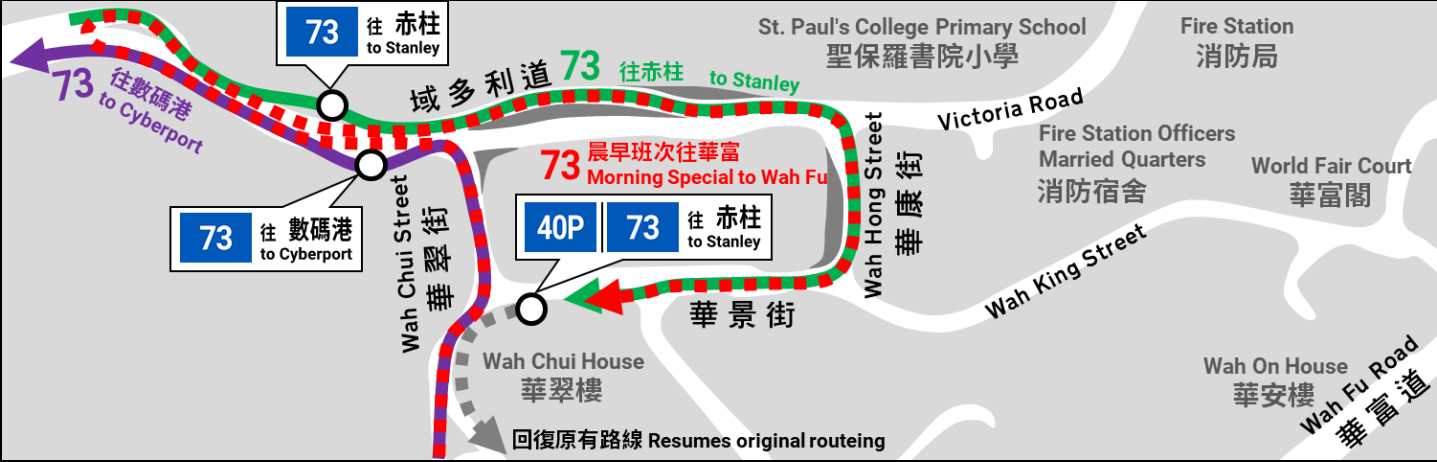 73
往 赤柱
to Stanley
St. Paul's College Primary School
聖保羅書院小學
Fire Station
消防局
73
往數碼港
to Cyberport
域多利道
73 往赤柱 to Stanley
Victoria Road
Fire Station Officers
Married Quarters
消防宿舍
World Fair Court
華富閣
73
晨早班次往華富
Morning Special to Wah Fu
Wah Hong Street
華康街
73
往 數碼港
to Cyberport
Wah Chui Street
華翠街
40P
73
往 赤柱
to Stanley
華景街
Wah King Street
Wah Chui House
華翠樓
Wah On House
華安樓
Wah Fu Road
華富道
回復原有路線 Resumes original routeing